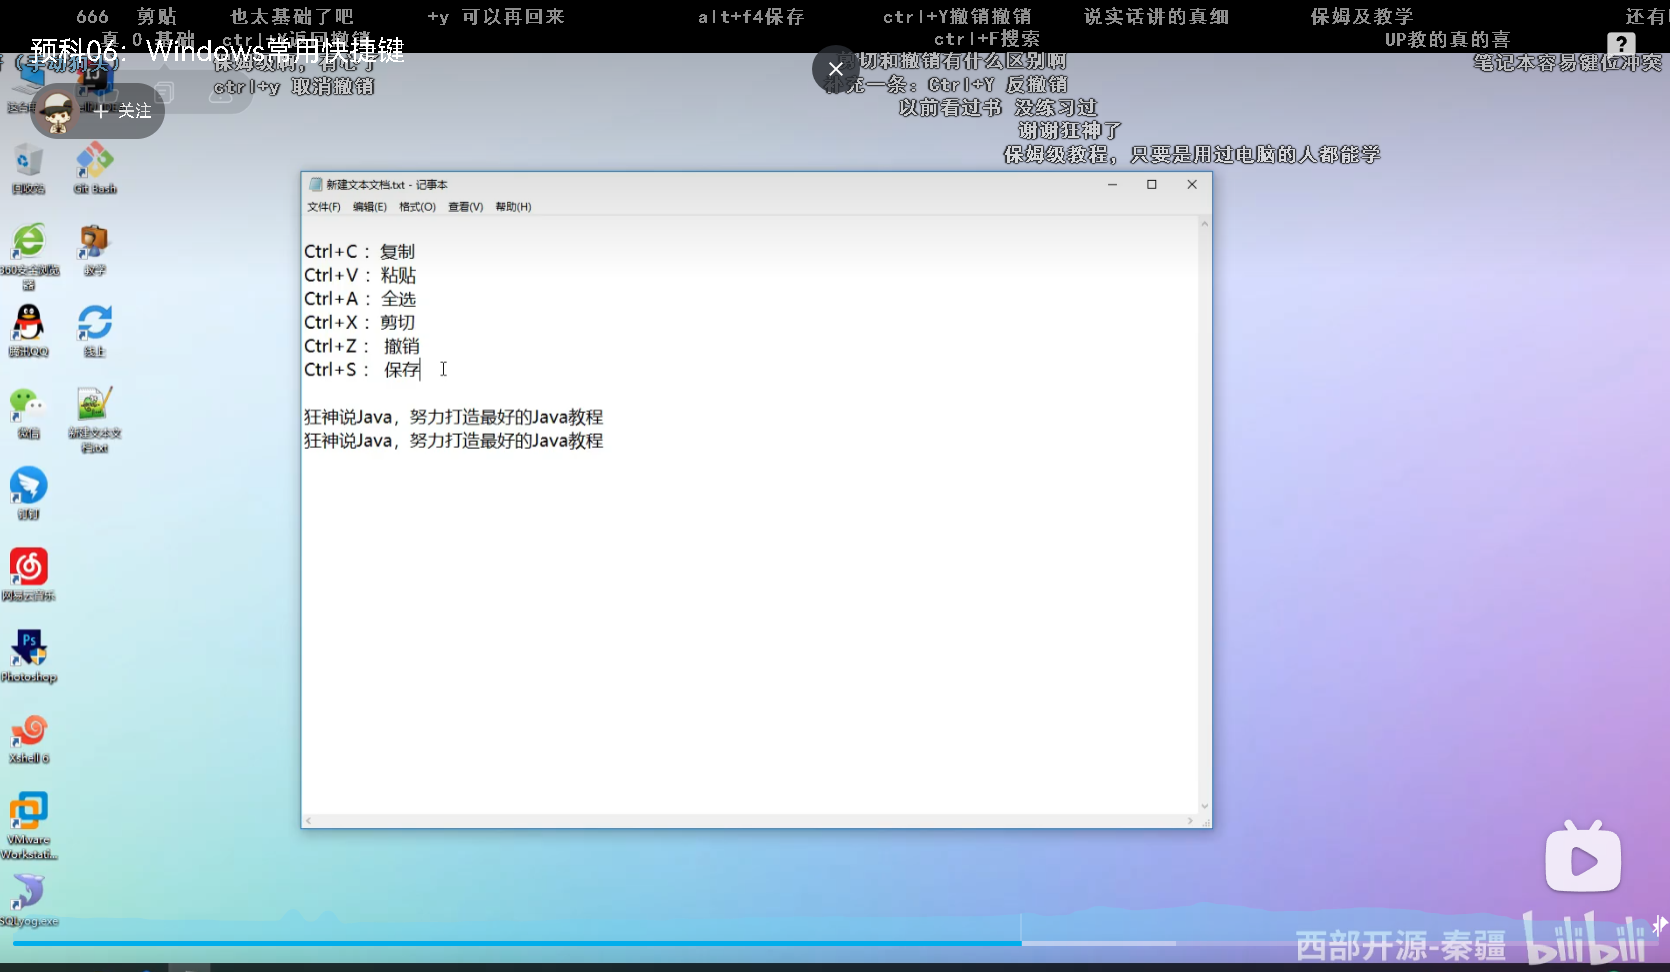 666 剪贴 也太基础了吧 +y 可以再回来 alt+f4保存 ctrl+Y撤销撤销 说实话讲的真细 保姆及教学 还有
真 0 基础 ctrl+y返回撤销 ctrl+F搜索 UP教的真的喜
预科06：Windows常用快捷键
剪切和撤销有什么区别啊 笔记本容易键位冲突
ctrl+y 取消撤销 补充一条：Ctrl+Y 反撤销
+ 关注 以前看过书 没练习过
谢谢狂神了
保姆级教程，只要是用过电脑的人都能学
回收站 Git Bash
新建文本文档.txt - 记事本
文件(F) 编辑(E) 格式(O) 查看(V) 帮助(H)
Ctrl+C ：复制
Ctrl+V ：粘贴
Ctrl+A ：全选
Ctrl+X ：剪切
Ctrl+Z ： 撤销
Ctrl+S ： 保存
狂神说Java，努力打造最好的Java教程
狂神说Java，努力打造最好的Java教程
360安全浏览器
教学
腾讯QQ
线上
微信
新建文本文档.txt
钉钉
网易云音乐
Ps
Photoshop
Xshell 6
VMware
Workstati...
SQLyog.exe
西部开源-秦疆 bilibili